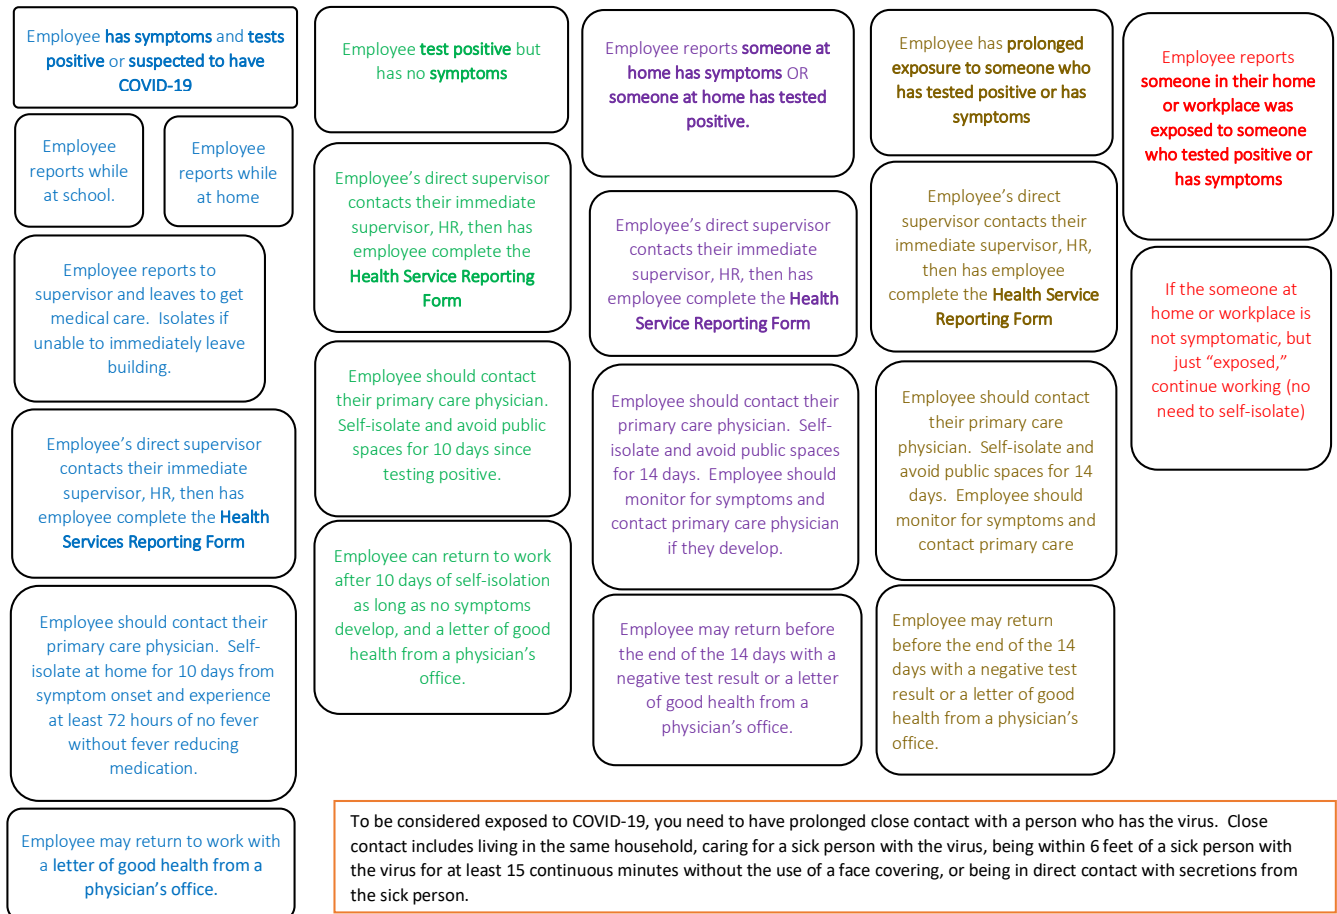 Employee has symptoms and tests
positive or suspected to have
COVID-19
Employee
reports while
at school.
Employee
reports while
at home
Employee reports to
supervisor and leaves to get
medical care. Isolates if
unable to immediately leave
building.
Employee's direct supervisor
contacts their immediate
supervisor, HR, then has
employee complete the Health
Services Reporting Form
Employee should contact their
primary care physician. Self-
isolate at home for 10 days from
symptom onset and experience
at least 72 hours of no fever
without fever reducing
medication.
Employee may return to work with
a letter of good health from a
physician's office.
Employee test positive but
has no symptoms
Employee's direct supervisor
contacts their immediate
supervisor, HR, then has
employee complete the
Health Service Reporting
Form
Employee should contact
their primary care physician.
Self-isolate and avoid public
spaces for 10 days since
testing positive.
Employee can return to work
after 10 days of self-isolation
as long as no symptoms
develop, and a letter of good
health from a physician's
office.
Employee reports someone at
home has symptoms OR
someone at home has tested
positive.
Employee's direct supervisor
contacts their immediate
supervisor, HR, then has
employee complete the Health
Service Reporting Form
Employee should contact their
primary care physician. Self-
isolate and avoid public spaces
for 14 days. Employee should
monitor for symptoms and
contact primary care physician
if they develop.
Employee may return before
the end of the 14 days with a
negative test result or a letter
of good health from a
physician's office.
Employee has prolonged
exposure to someone who
has tested positive or has
symptoms
Employee's direct
supervisor contacts their
immediate supervisor, HR,
then has employee
complete the Health Service
Reporting Form
Employee should contact
their primary care
physician. Self-isolate and
avoid public spaces for 14
days. Employee should
monitor for symptoms and
contact primary care
Employee may return
before the end of the 14
days with a negative test
result or a letter of good
health from a physician's
office.
Employee reports
someone in their home
or workplace was
exposed to someone
who tested positive or
has symptoms
If the someone at
home or workplace is
not symptomatic, but
just "exposed,"
continue working (no
need to self-isolate)
To be considered exposed to COVID-19, you need to have prolonged close contact with a person who has the virus. Close
contact includes living in the same household, caring for a sick person with the virus, being within 6 feet of a sick person with
the virus for at least 15 continuous minutes without the use of a face covering, or being in direct contact with secretions from
the sick person.